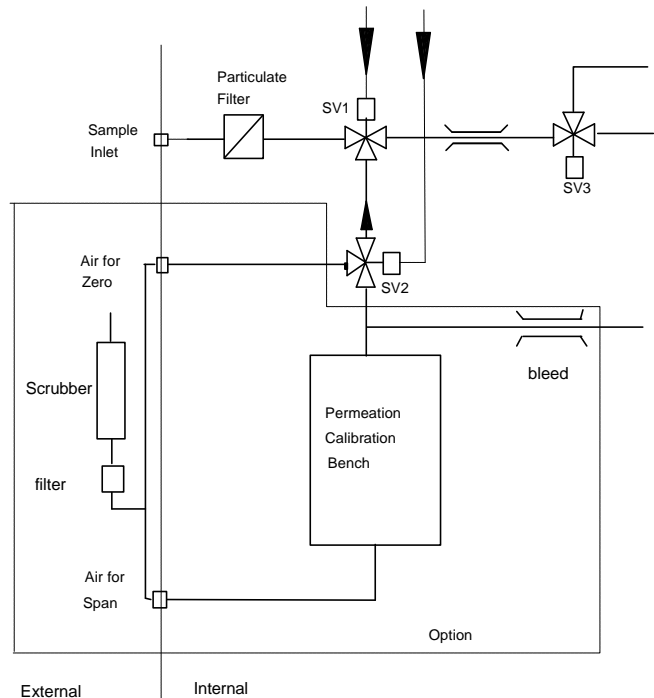 Particulate
Filter
SV1
Sample
Inlet
SV3
Air for
Zero
SV2
Scrubber
bleed
Permeation
Calibration
Bench
filter
Air for
Span
Option
External
Internal